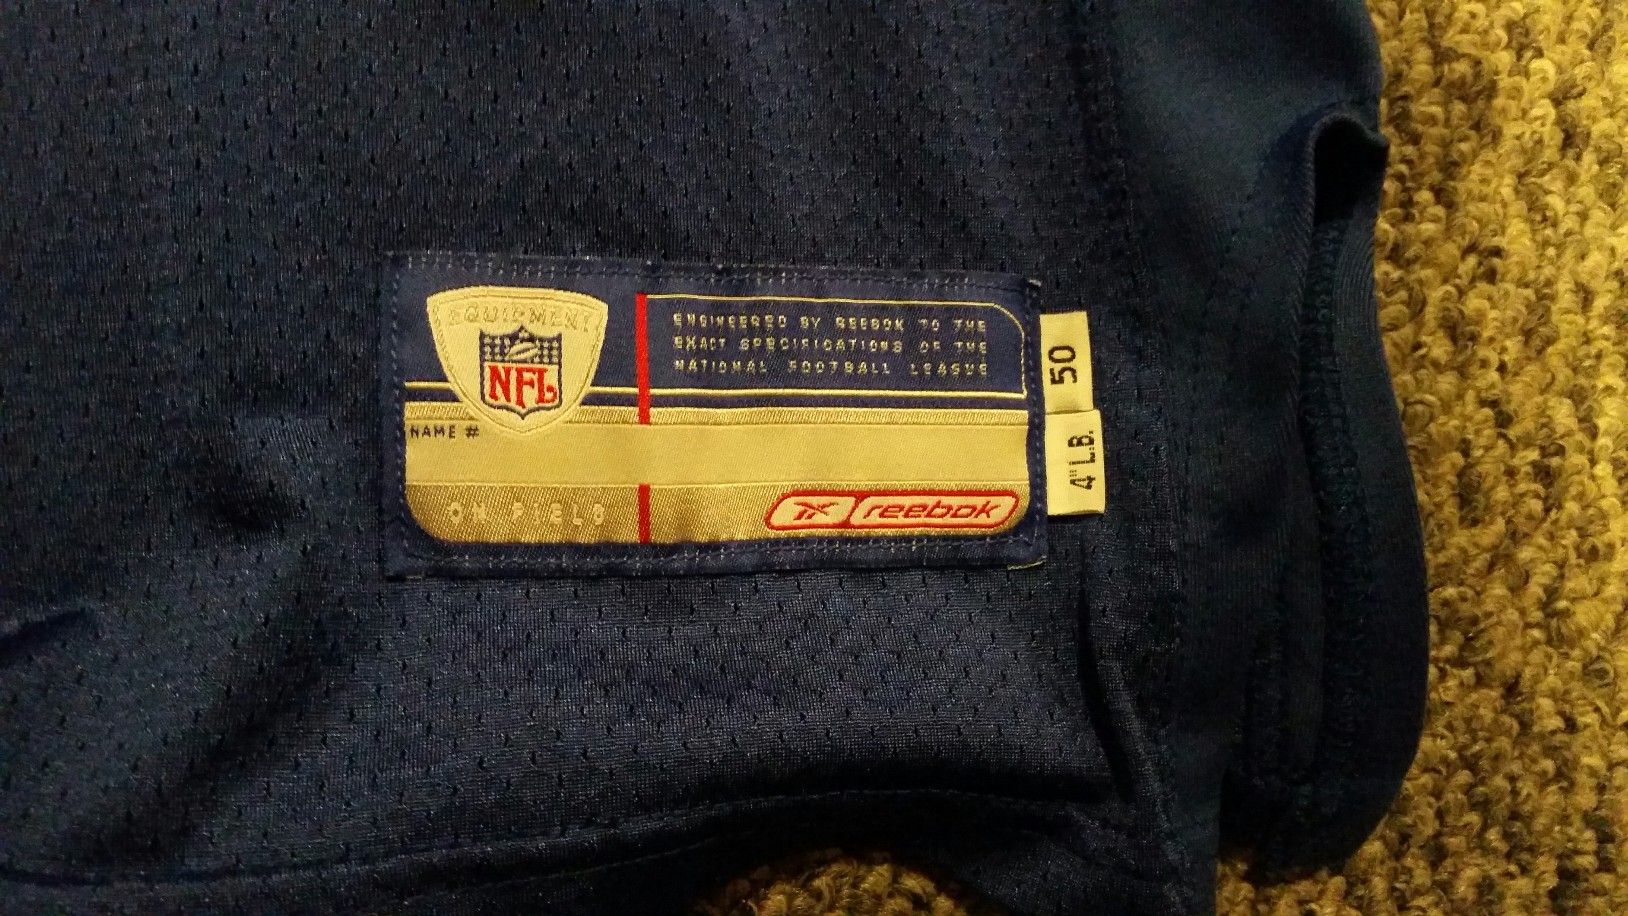 EQUIPMENT
NFL
ENGINEERED BY REEBOK TO THE
EXACT SPECIFICATIONS OF THE
NATIONAL FOOTBALL LEAGUE
NAME #
ON FIELD
reebok
50
4" L.B.